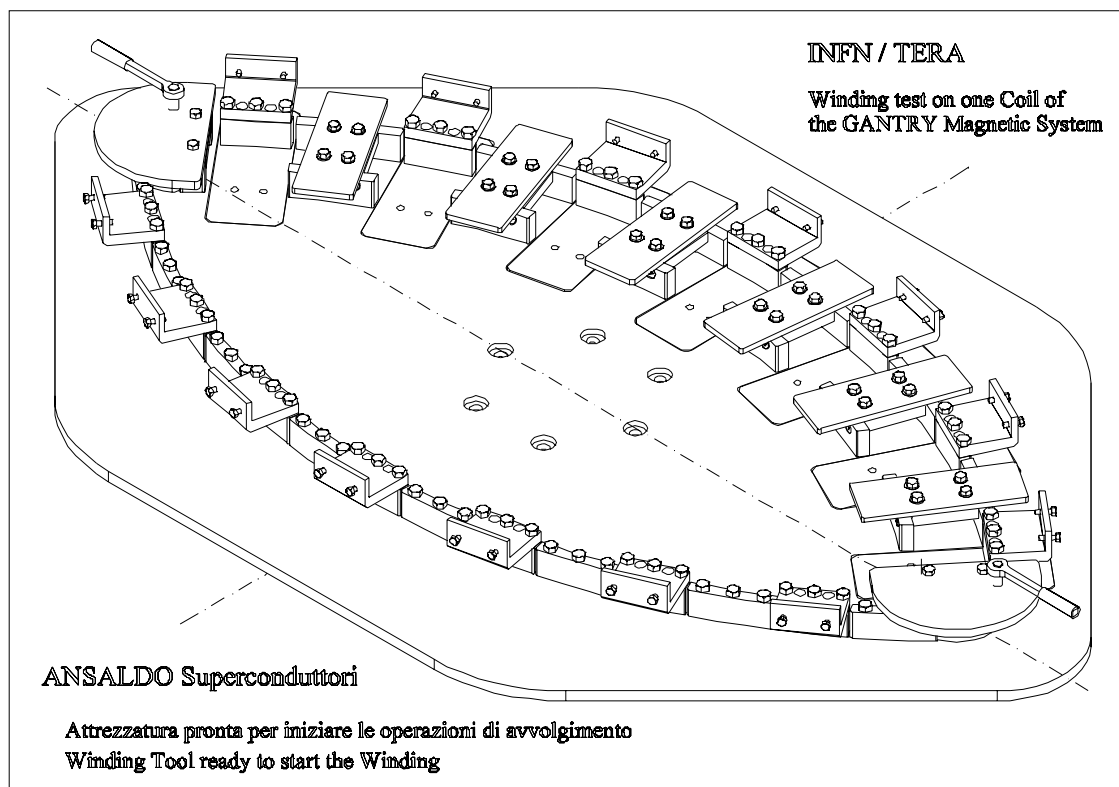 INFN / TERA
Winding test on one Coil of
the GANTRY Magnetic System
ANSALDO Superconduttori
Attrezzatura pronta per iniziare le operazioni di avvolgimento
Winding Tool ready to start the Winding